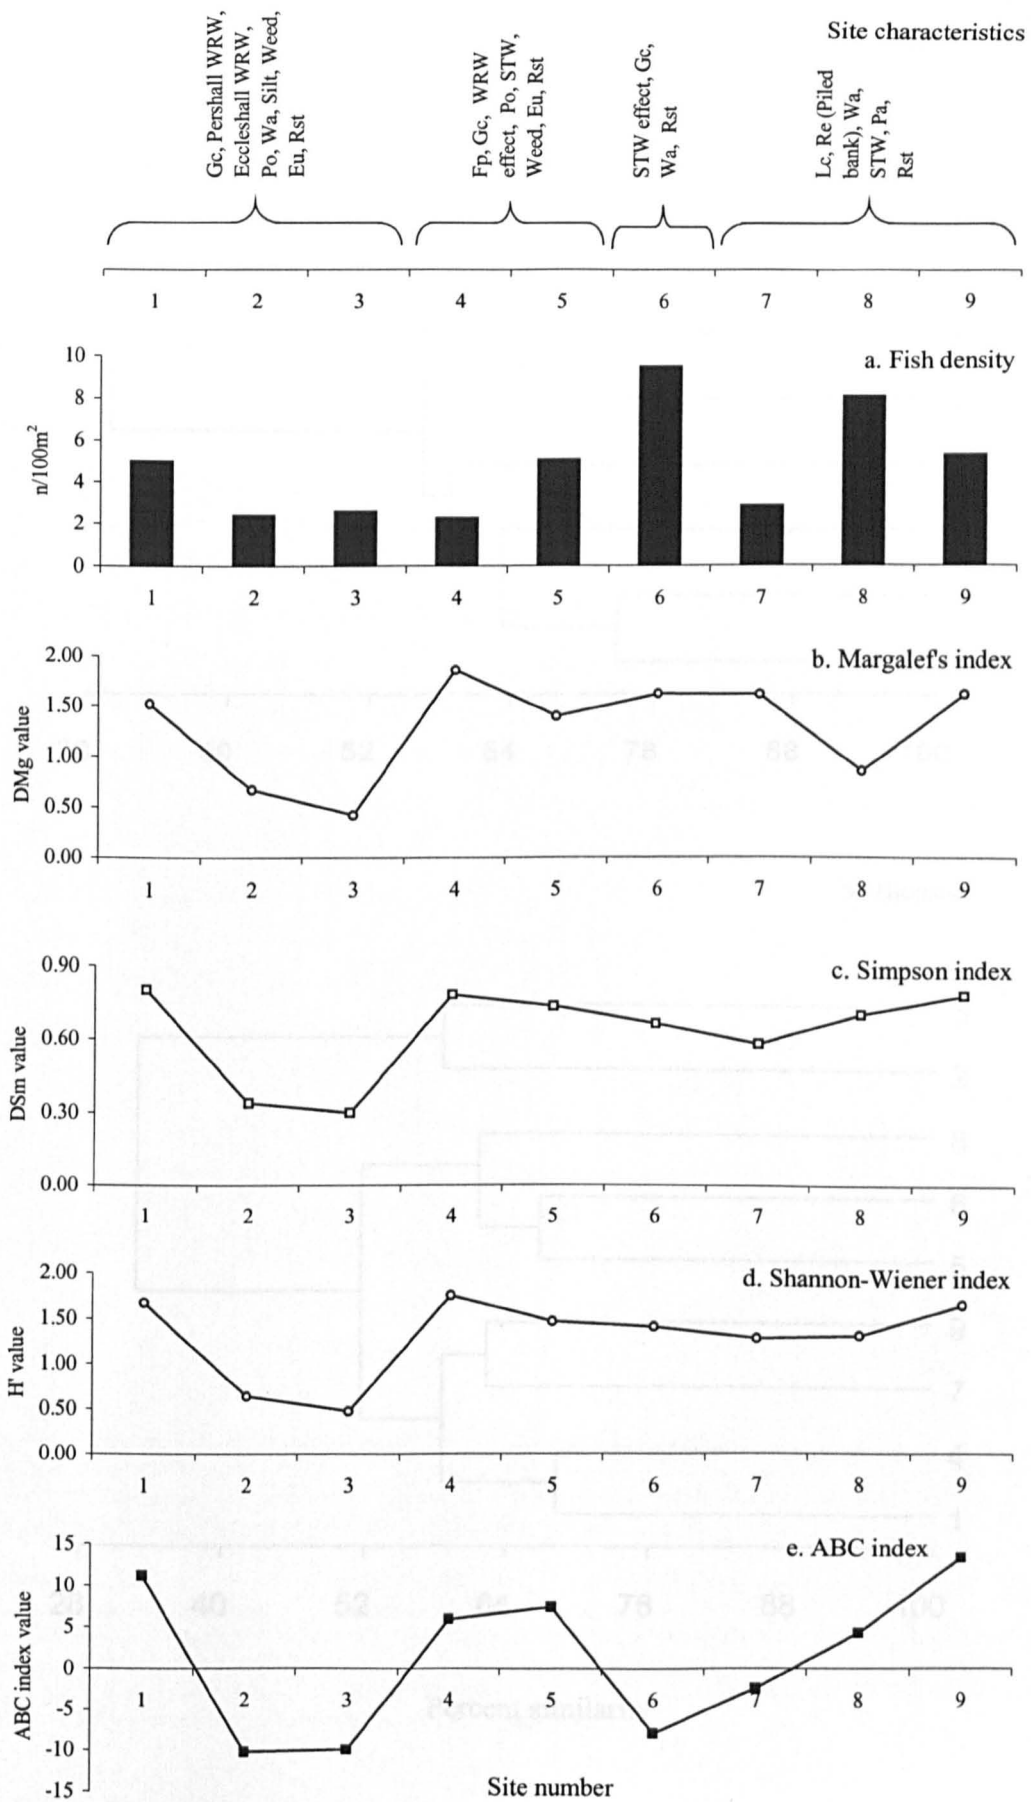 Site characteristics
Gc, Pershall WRW,
Eccleshall WRW,
Po, Wa, Silt, Weed,
Eu, Rst
Fp, Gc, WRW
effect, Po, STW,
Weed, Eu, Rst
STW effect, Gc,
Wa, Rst
Lc, Re (Piled
bank), Wa,
STW, Pa,
Rst
1 2 3 4 5 6 7 8 9
a. Fish density
n/100m²
10
8
6
4
2
0
1 2 3 4 5 6 7 8 9
b. Margalef's index
DMg value
2.00
1.50
1.00
0.50
0.00
1 2 3 4 5 6 7 8 9
c. Simpson index
DSm value
0.90
0.60
0.30
0.00
1 2 3 4 5 6 7 8 9
d. Shannon-Wiener index
H' value
2.00
1.50
1.00
0.50
0.00
1 2 3 4 5 6 7 8 9
e. ABC index
ABC index value
15
10
5
0
-5
-10
-15
1 2 3 4 5 6 7 8 9
Site number